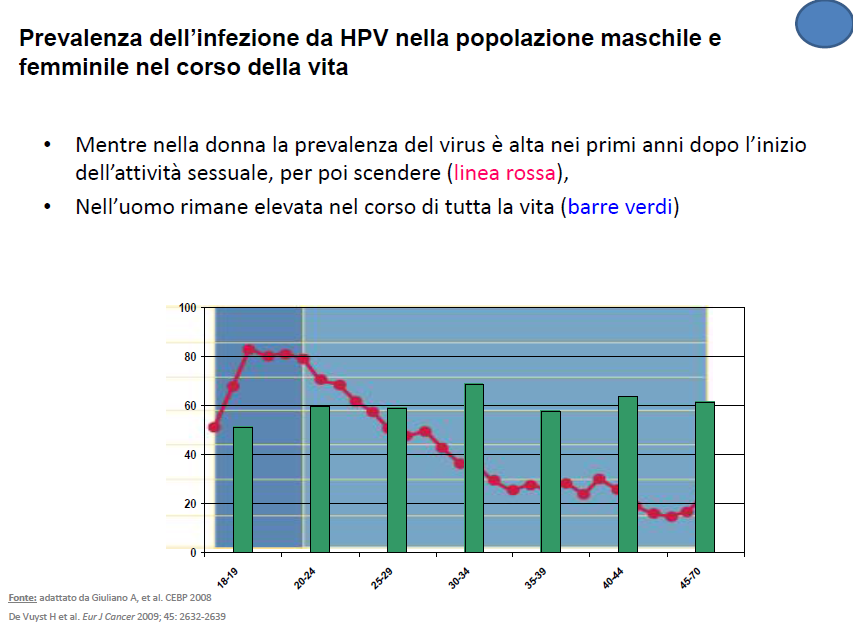 Prevalenza dell’infezione da HPV nella popolazione maschile e
femminile nel corso della vita
• Mentre nella donna la prevalenza del virus è alta nei primi anni dopo l’inizio
dell’attività sessuale, per poi scendere (linea rossa),
• Nell’uomo rimane elevata nel corso di tutta la vita (barre verdi)
100
80
60
40
20
0
18-19
20-24
25-29
30-34
35-39
40-44
45-70
Fonte: adattato da Giuliano A, et al. CEBP 2008
De Vuyst H et al. Eur J Cancer 2009; 45: 2632-2639